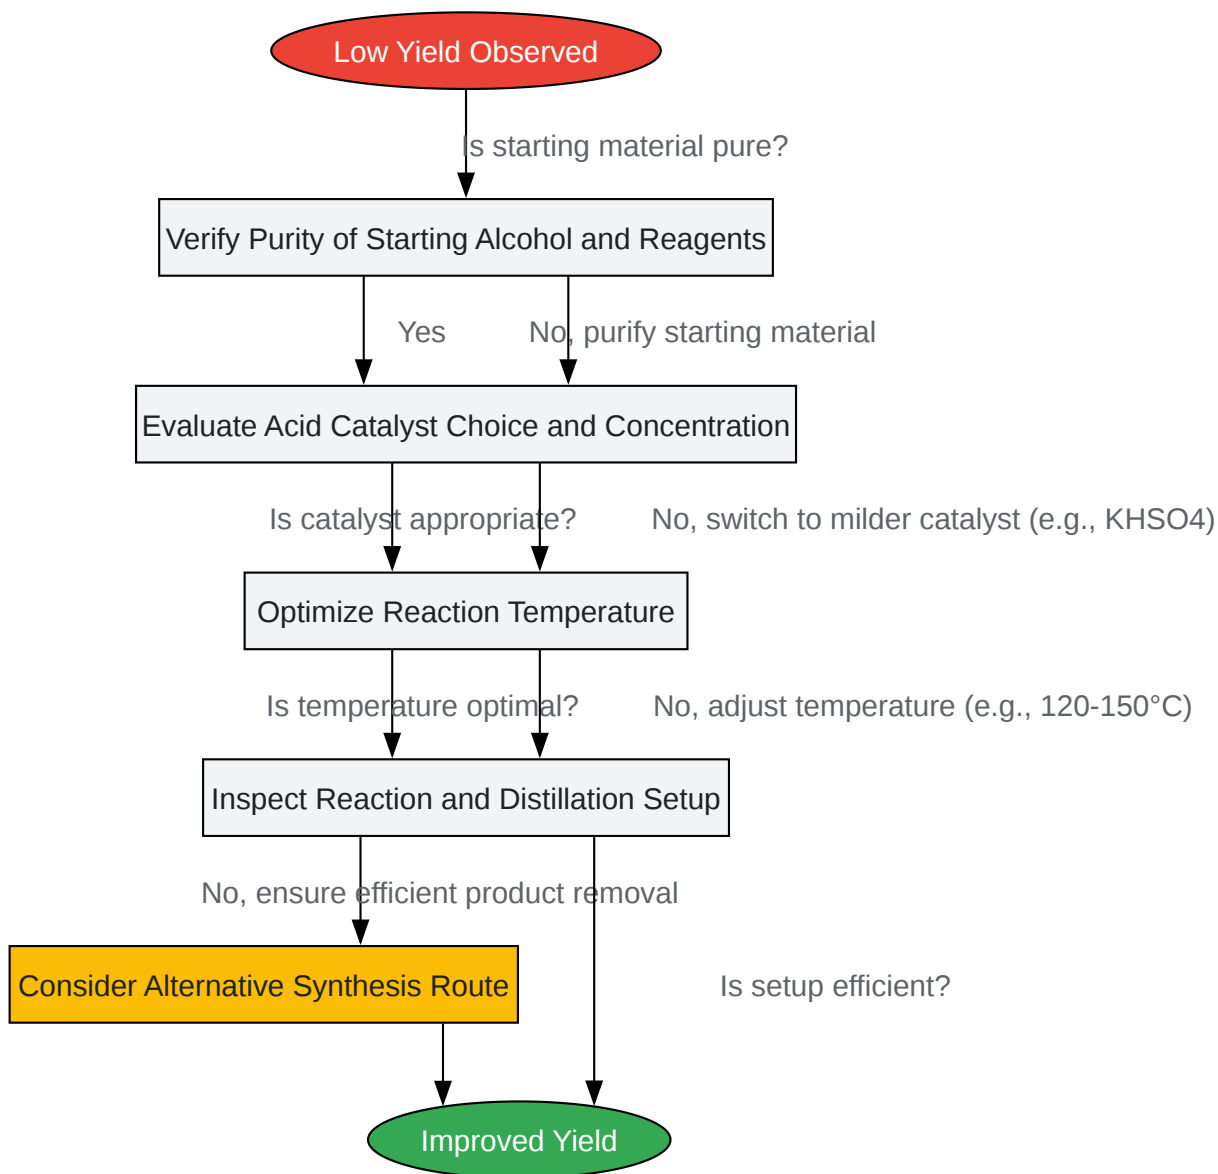 Low Yield Observed
Is starting material pure?
Verify Purity of Starting Alcohol and Reagents
Yes
No, purify starting material
Evaluate Acid Catalyst Choice and Concentration
Is catalyst appropriate?
No, switch to milder catalyst (e.g., KHSO4)
Optimize Reaction Temperature
Is temperature optimal?
No, adjust temperature (e.g., 120-150°C)
Inspect Reaction and Distillation Setup
No, ensure efficient product removal
Consider Alternative Synthesis Route
Is setup efficient?
Improved Yield